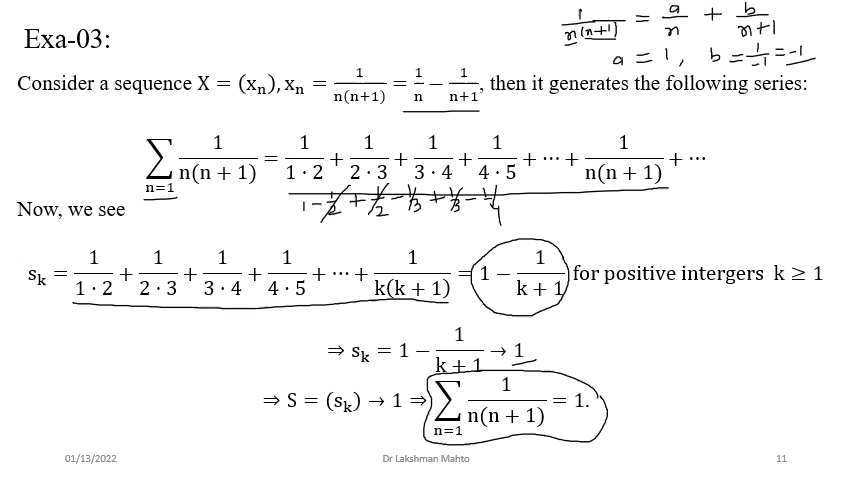 1/(n(n+1)) = a/n + b/(n+1)
a = 1, b = 1/-1 = -1
Exa-03:
Consider a sequence X = (xₙ), xₙ = 1/(n(n+1)) = 1/n − 1/(n+1), then it generates the following series:
∑ n=1 1/(n(n + 1)) = 1/(1 · 2) + 1/(2 · 3) + 1/(3 · 4) + 1/(4 · 5) + ⋯ + 1/(n(n + 1)) + ⋯
1 − 1/2 + 1/2 − 1/3 + 1/3 − 1/4
Now, we see
sₖ = 1/(1 · 2) + 1/(2 · 3) + 1/(3 · 4) + 1/(4 · 5) + ⋯ + 1/(k(k + 1)) = 1 − 1/(k + 1) for positive intergers k ≥ 1
⇒ sₖ = 1 − 1/(k + 1) → 1
⇒ S = (sₖ) → 1 ⇒ ∑ n=1 1/(n(n + 1)) = 1.
01/13/2022 Dr Lakshman Mahto 11